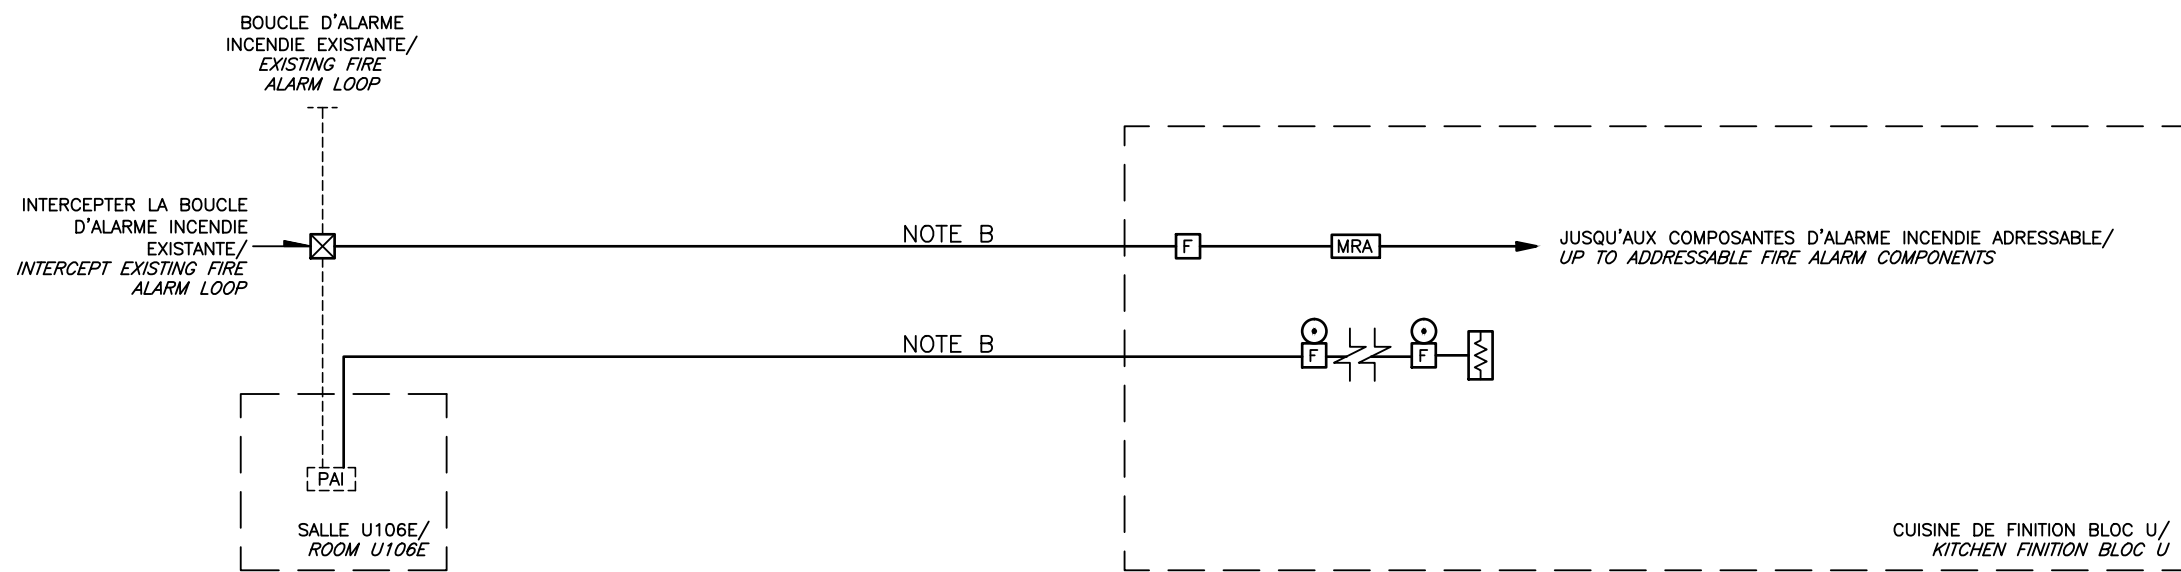 BOUCLE D'ALARME
INCENDIE EXISTANTE/
EXISTING FIRE
ALARM LOOP
INTERCEPTER LA BOUCLE
D'ALARME INCENDIE
EXISTANTE/
INTERCEPT EXISTING FIRE
ALARM LOOP
NOTE B
F
MRA
JUSQU'AUX COMPOSANTES D'ALARME INCENDIE ADRESSABLE/
UP TO ADDRESSABLE FIRE ALARM COMPONENTS
NOTE B
F
F
PAI
SALLE U106E/
ROOM U106E
CUISINE DE FINITION BLOC U/
KITCHEN FINITION BLOC U